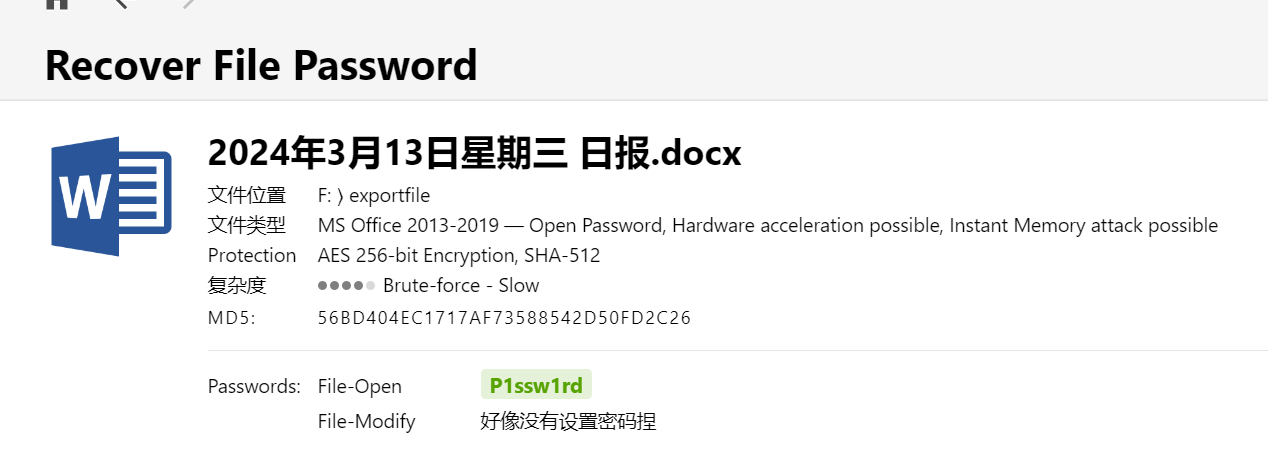 Recover File Password
W
2024年3月13日星期三 日报.docx
文件位置 F: 〉 exportfile
文件类型 MS Office 2013-2019 — Open Password, Hardware acceleration possible, Instant Memory attack possible
Protection AES 256-bit Encryption, SHA-512
复杂度 Brute-force - Slow
MD5: 56BD404EC1717AF73588542D50FD2C26
Passwords: File-Open P1ssw1rd
File-Modify 好像没有设置密码捏